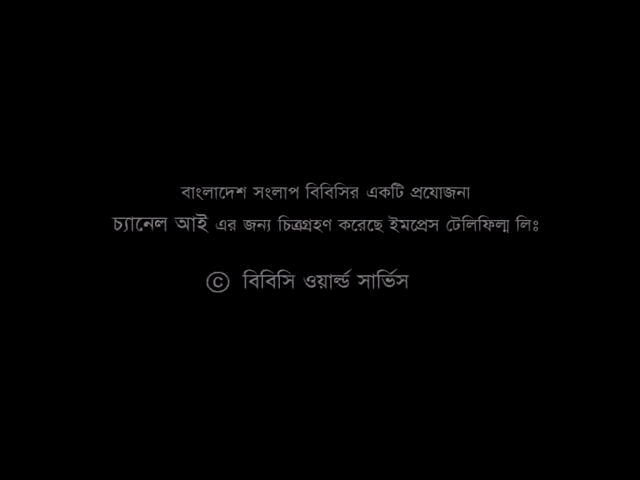 বাংলাদেশ সংলাপ বিবিসির একটি প্রযোজনা
চ্যানেল আই এর জন্য চিত্রগ্রহণ করেছে ইমপ্রেস টেলিফিল্ম লিঃ
© বিবিসি ওয়ার্ল্ড সার্ভিস